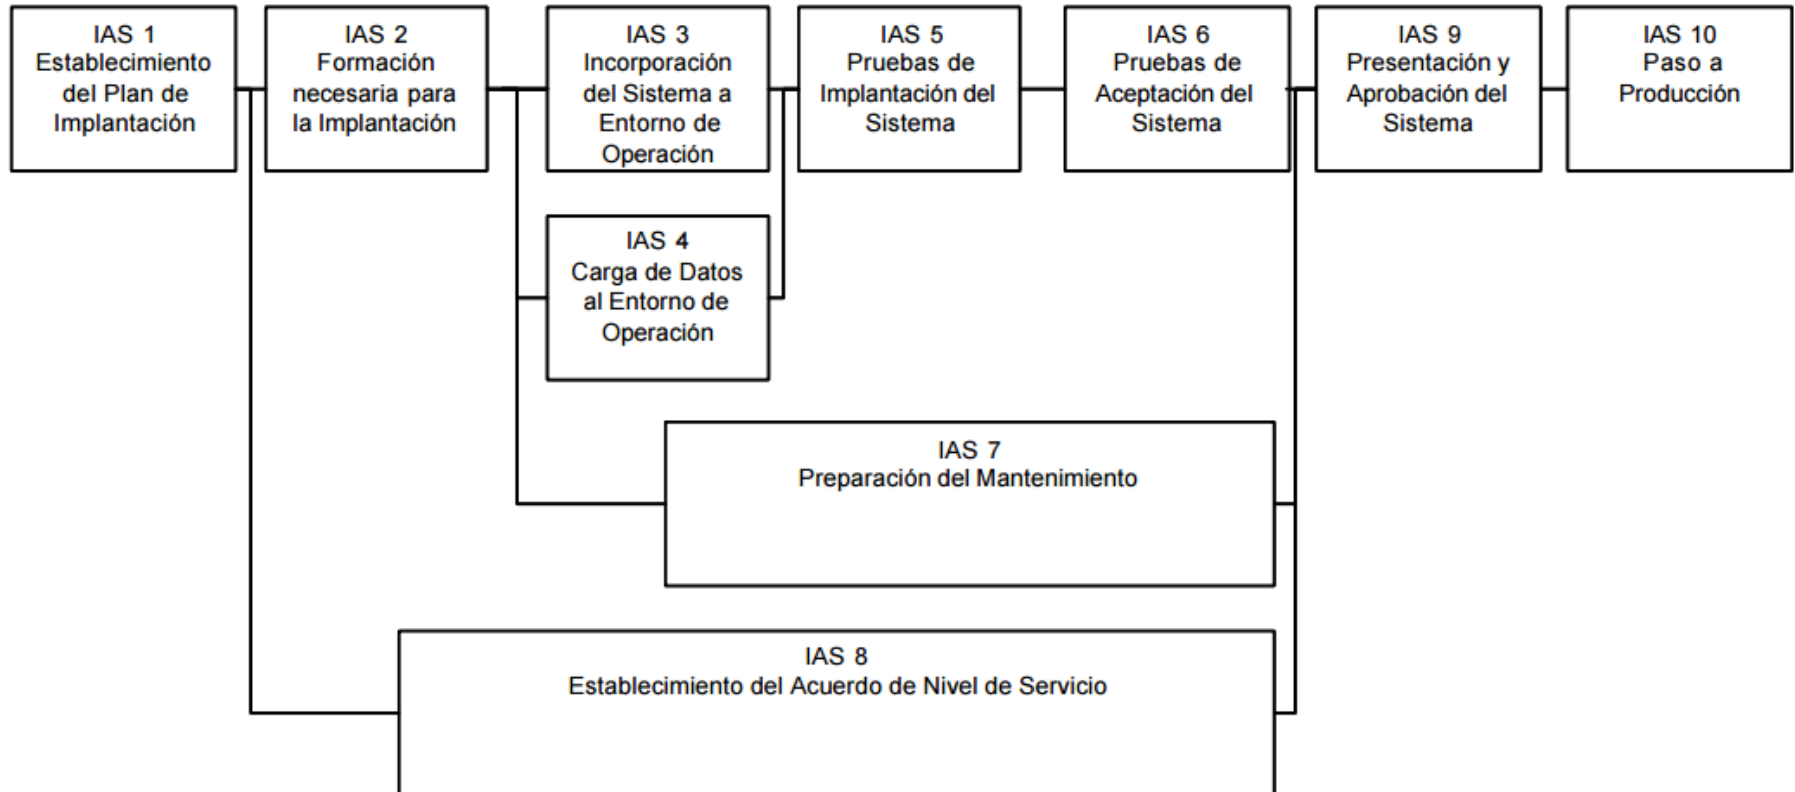 IAS 1
Establecimiento
del Plan de
Implantación
IAS 2
Formación
necesaria para
la Implantación
IAS 3
Incorporación
del Sistema a
Entorno de
Operación
IAS 5
Pruebas de
Implantación del
Sistema
IAS 6
Pruebas de
Aceptación del
Sistema
IAS 9
Presentación y
Aprobación del
Sistema
IAS 10
Paso a
Producción
IAS 4
Carga de Datos
al Entorno de
Operación
IAS 7
Preparación del Mantenimiento
IAS 8
Establecimiento del Acuerdo de Nivel de Servicio